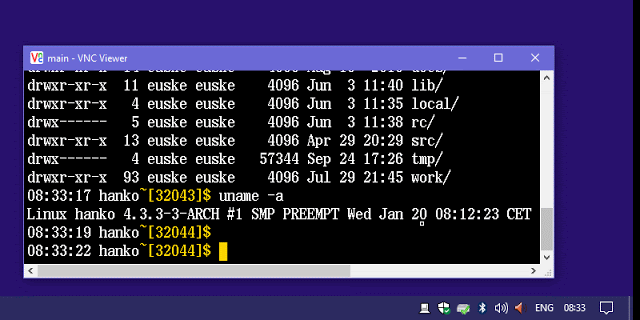 main - VNC Viewer
drwxr-xr-x 11 euske euske 4096 Jun 3 11:40 lib/
drwxr-xr-x 4 euske euske 4096 Jun 3 11:35 local/
drwx------ 5 euske euske 4096 Jun 3 11:38 rc/
drwxr-xr-x 13 euske euske 4096 Apr 29 20:29 src/
drwx------ 4 euske euske 57344 Sep 24 17:26 tmp/
drwxr-xr-x 93 euske euske 4096 Jul 29 21:45 work/
08:33:17 hanko~[32043]$ uname -a
Linux hanko 4.3.3-3-ARCH #1 SMP PREEMPT Wed Jan 20 08:12:23 CET
08:33:19 hanko~[32044]$
08:33:22 hanko~[32044]$
ENG 08:33